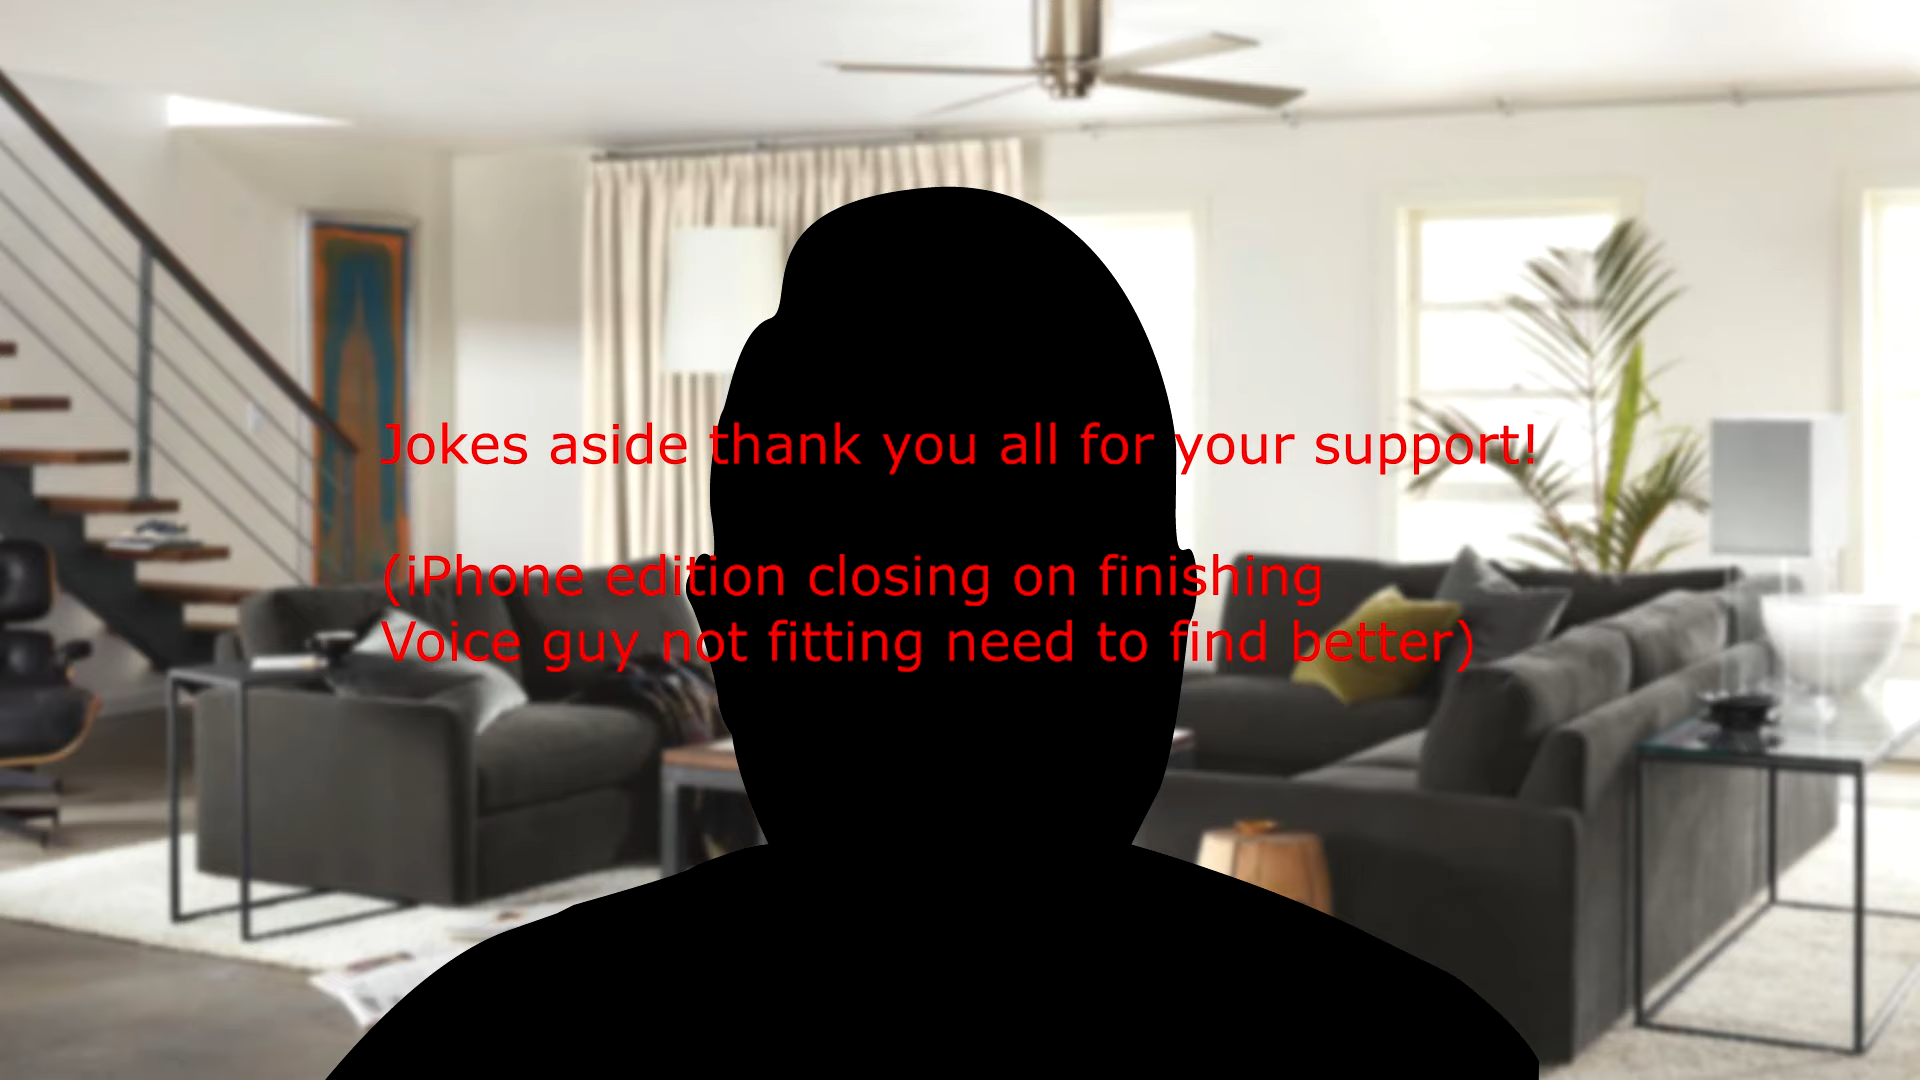 Jokes aside thank you all for your support!
(iPhone edition closing on finishing
Voice guy not fitting need to find better)